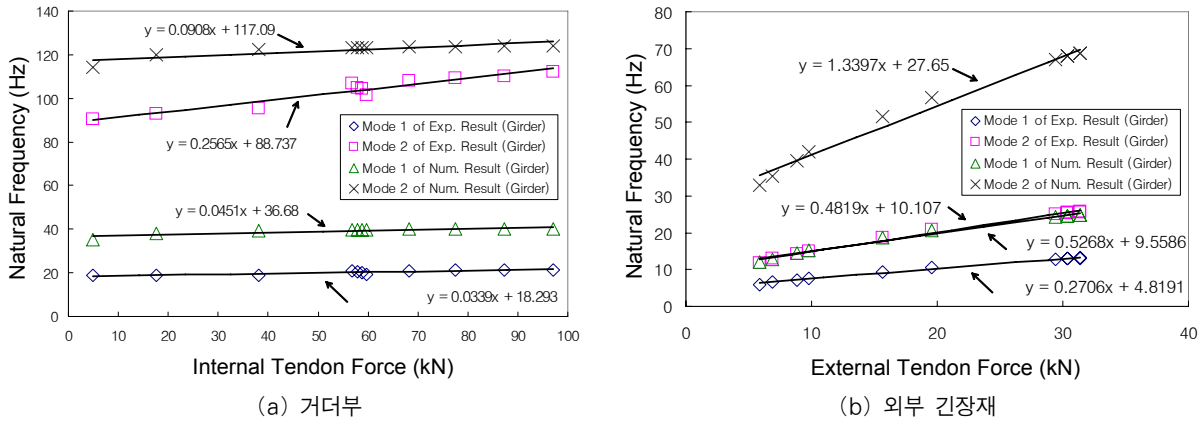 140
120
100
80
60
40
20
0
Natural Frequency (Hz)
y = 0.0908x + 117.09
y = 0.2565x + 88.737
Mode 1 of Exp. Result (Girder)
Mode 2 of Exp. Result (Girder)
Mode 1 of Num. Result (Girder)
Mode 2 of Num. Result (Girder)
y = 0.0451x + 36.68
y = 0.0339x + 18.293
0 10 20 30 40 50 60 70 80 90 100
Internal Tendon Force (kN)
(a) 거더부
80
70
60
50
40
30
20
10
0
Natural Frequency (Hz)
y = 1.3397x + 27.65
Mode 1 of Exp. Result (Girder)
Mode 2 of Exp. Result (Girder)
Mode 1 of Num. Result (Girder)
Mode 2 of Num. Result (Girder)
y = 0.4819x + 10.107
y = 0.5268x + 9.5586
y = 0.2706x + 4.8191
0 10 20 30 40
External Tendon Force (kN)
(b) 외부 긴장재